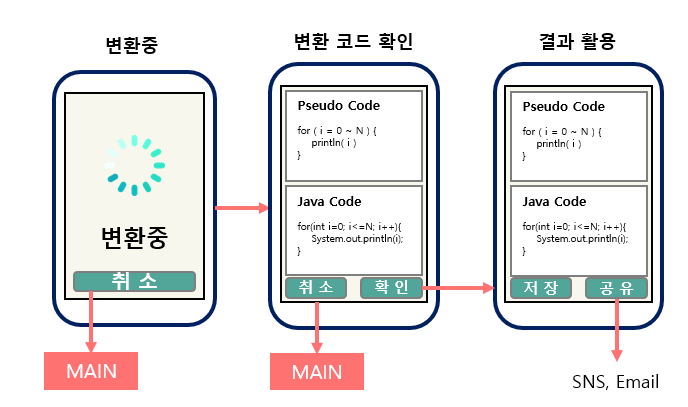 변환중
변환중
취 소
MAIN
변환 코드 확인
Pseudo Code
for ( i = 0 ~ N ) {
println( i )
}
Java Code
for(int i=0; i<=N; i++){
System.out.println(i);
}
취 소
확 인
MAIN
결과 활용
Pseudo Code
for ( i = 0 ~ N ) {
println( i )
}
Java Code
for(int i=0; i<=N; i++){
System.out.println(i);
}
저 장
공 유
SNS, Email